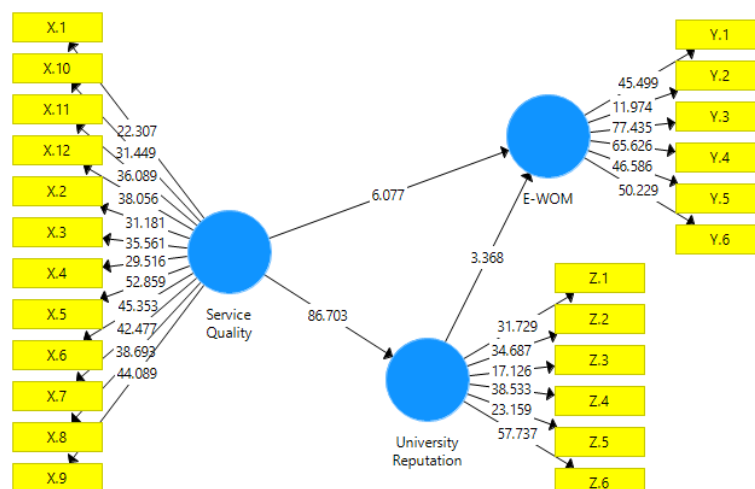 X.1
X.10
X.11
X.12
X.2
X.3
X.4
X.5
X.6
X.7
X.8
X.9
22.307
31.449
36.089
38.056
31.181
35.561
29.516
52.859
45.353
42.477
38.693
44.089
Service
Quality
6.077
86.703
3.368
E-WOM
University
Reputation
45.499
11.974
77.435
65.626
46.586
50.229
Y.1
Y.2
Y.3
Y.4
Y.5
Y.6
31.729
34.687
17.126
38.533
23.159
57.737
Z.1
Z.2
Z.3
Z.4
Z.5
Z.6